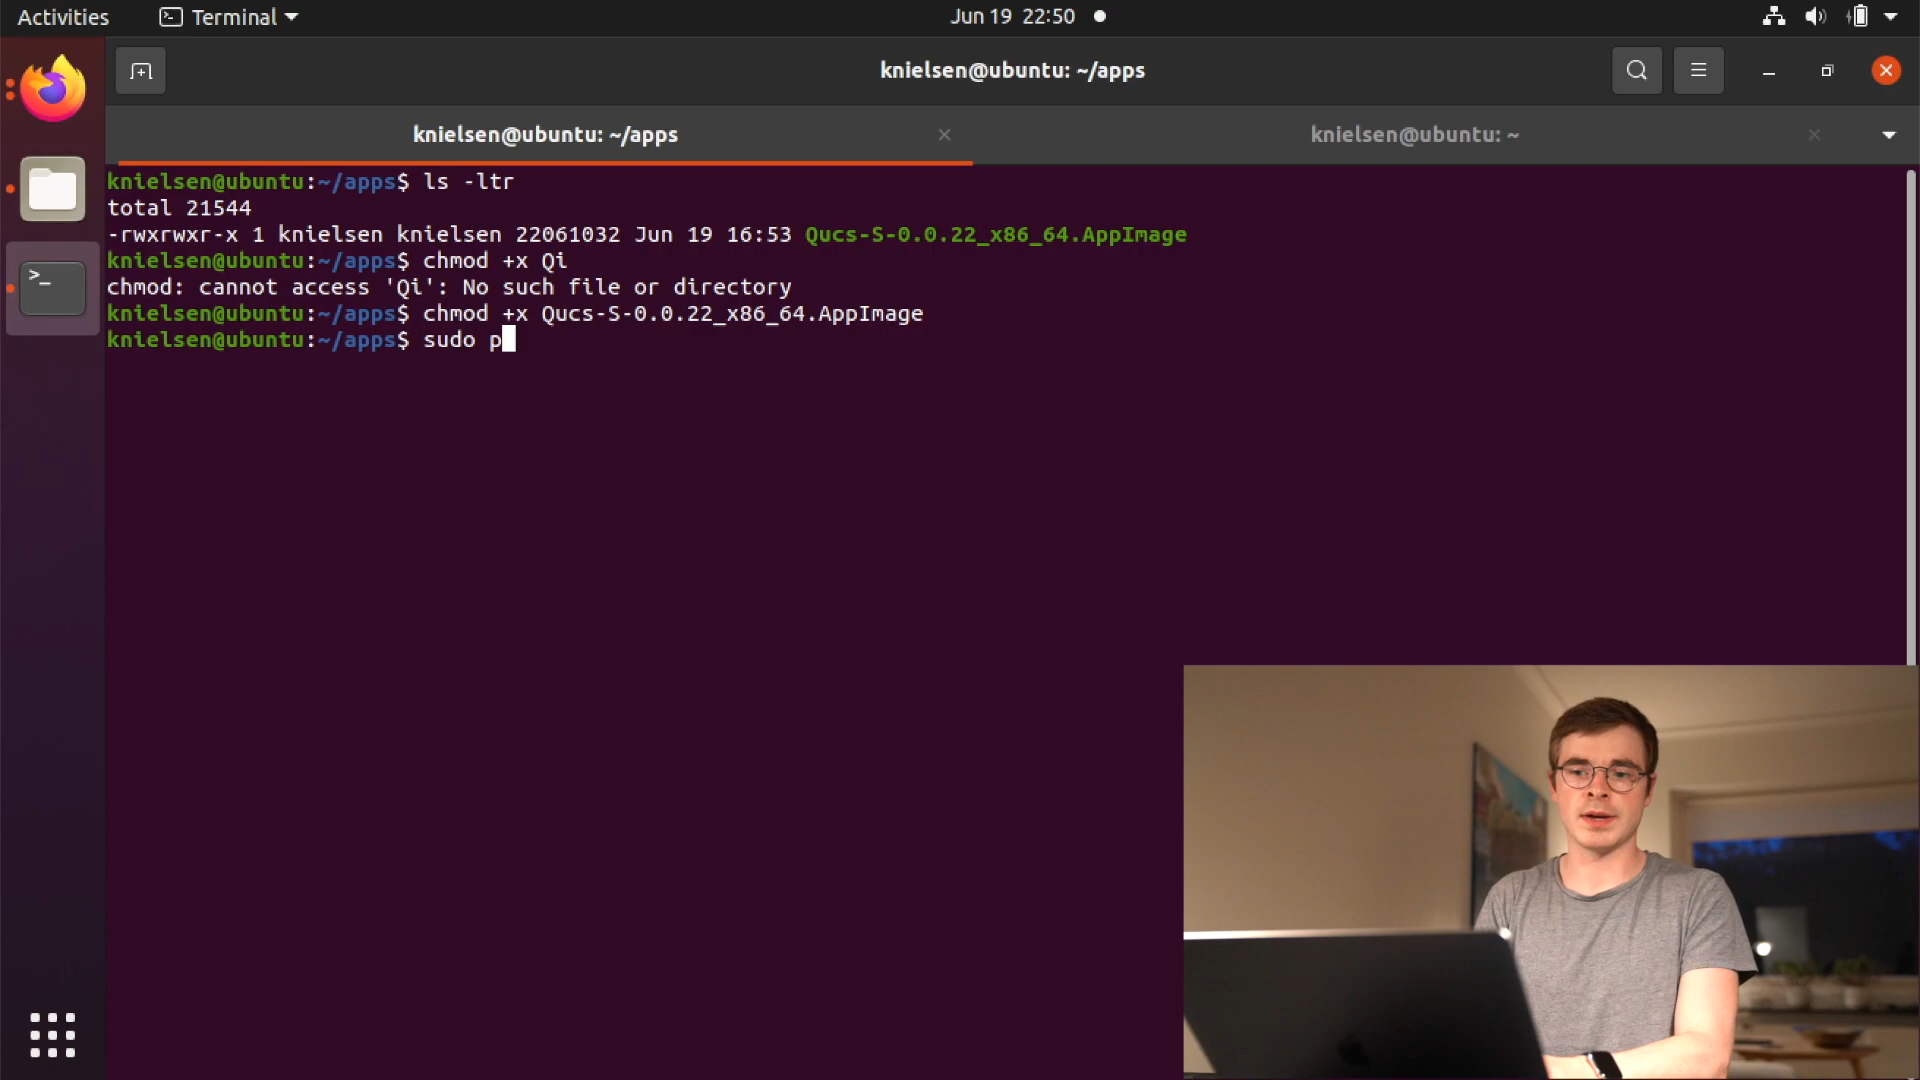 Activities
Terminal
Jun 19 22:50
knielsen@ubuntu: ~/apps
knielsen@ubuntu: ~/apps
knielsen@ubuntu: ~
knielsen@ubuntu:~/apps$ ls -ltr
total 21544
-rwxrwxr-x 1 knielsen knielsen 22061032 Jun 19 16:53 Qucs-S-0.0.22_x86_64.AppImage
knielsen@ubuntu:~/apps$ chmod +x Qi
chmod: cannot access 'Qi': No such file or directory
knielsen@ubuntu:~/apps$ chmod +x Qucs-S-0.0.22_x86_64.AppImage
knielsen@ubuntu:~/apps$ sudo p